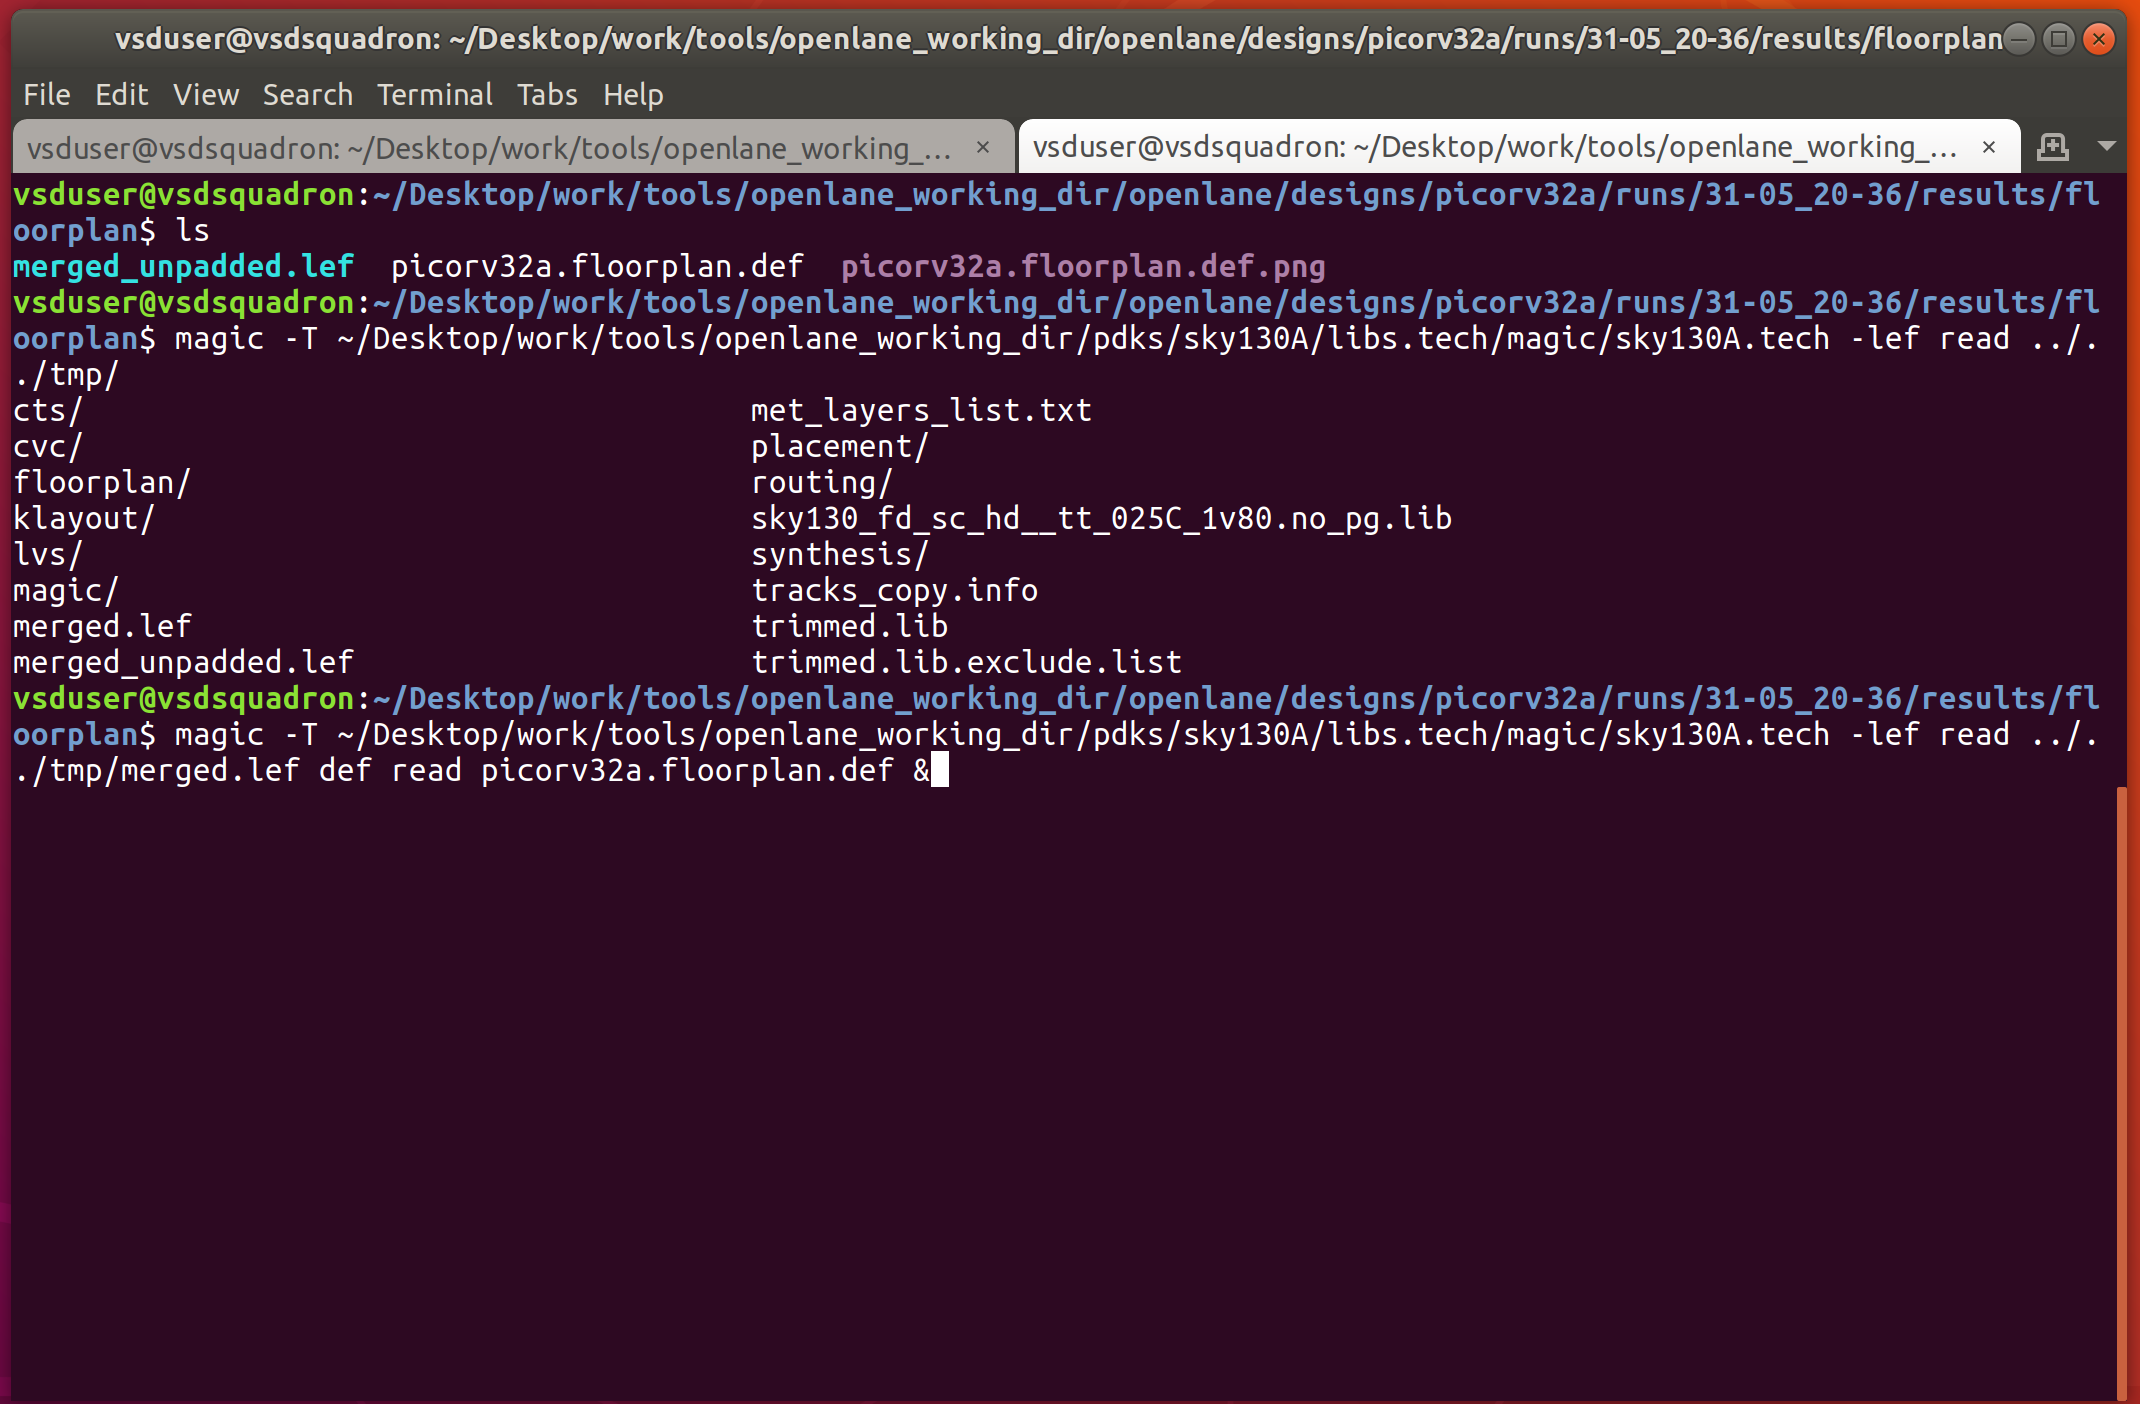 vsduser@vsdsquadron: ~/Desktop/work/tools/openlane_working_dir/openlane/designs/picorv32a/runs/31-05_20-36/results/floorplan
File Edit View Search Terminal Tabs Help
vsduser@vsdsquadron: ~/Desktop/work/tools/openlane_working_... × vsduser@vsdsquadron: ~/Desktop/work/tools/openlane_working_... ×
vsduser@vsdsquadron:~/Desktop/work/tools/openlane_working_dir/openlane/designs/picorv32a/runs/31-05_20-36/results/fl
oorplan$ ls
merged_unpadded.lef  picorv32a.floorplan.def  picorv32a.floorplan.def.png
vsduser@vsdsquadron:~/Desktop/work/tools/openlane_working_dir/openlane/designs/picorv32a/runs/31-05_20-36/results/fl
oorplan$ magic -T ~/Desktop/work/tools/openlane_working_dir/pdks/sky130A/libs.tech/magic/sky130A.tech -lef read ../.
./tmp/
cts/                                     met_layers_list.txt
cvc/                                     placement/
floorplan/                               routing/
klayout/                                 sky130_fd_sc_hd__tt_025C_1v80.no_pg.lib
lvs/                                     synthesis/
magic/                                   tracks_copy.info
merged.lef                               trimmed.lib
merged_unpadded.lef                      trimmed.lib.exclude.list
vsduser@vsdsquadron:~/Desktop/work/tools/openlane_working_dir/openlane/designs/picorv32a/runs/31-05_20-36/results/fl
oorplan$ magic -T ~/Desktop/work/tools/openlane_working_dir/pdks/sky130A/libs.tech/magic/sky130A.tech -lef read ../.
./tmp/merged.lef def read picorv32a.floorplan.def &